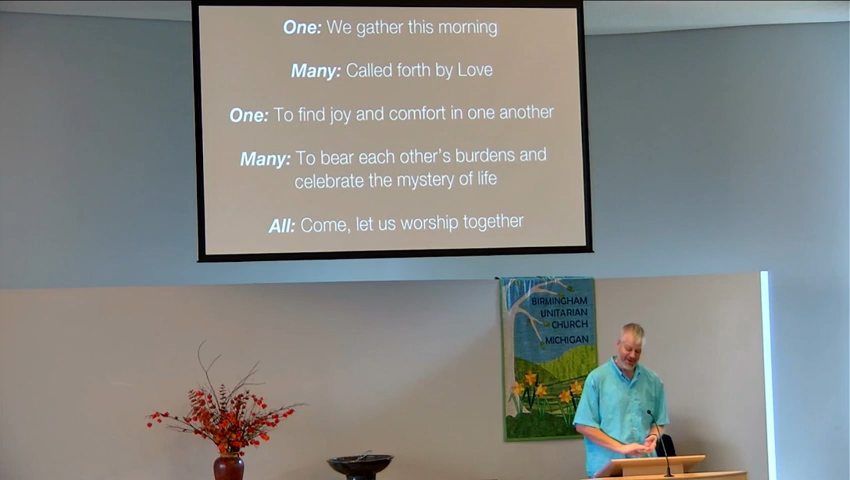 One: We gather this morning
Many: Called forth by Love
One: To find joy and comfort in one another
Many: To bear each other's burdens and
celebrate the mystery of life
All: Come, let us worship together
BIRMINGHAM
UNITARIAN
CHURCH
MICHIGAN